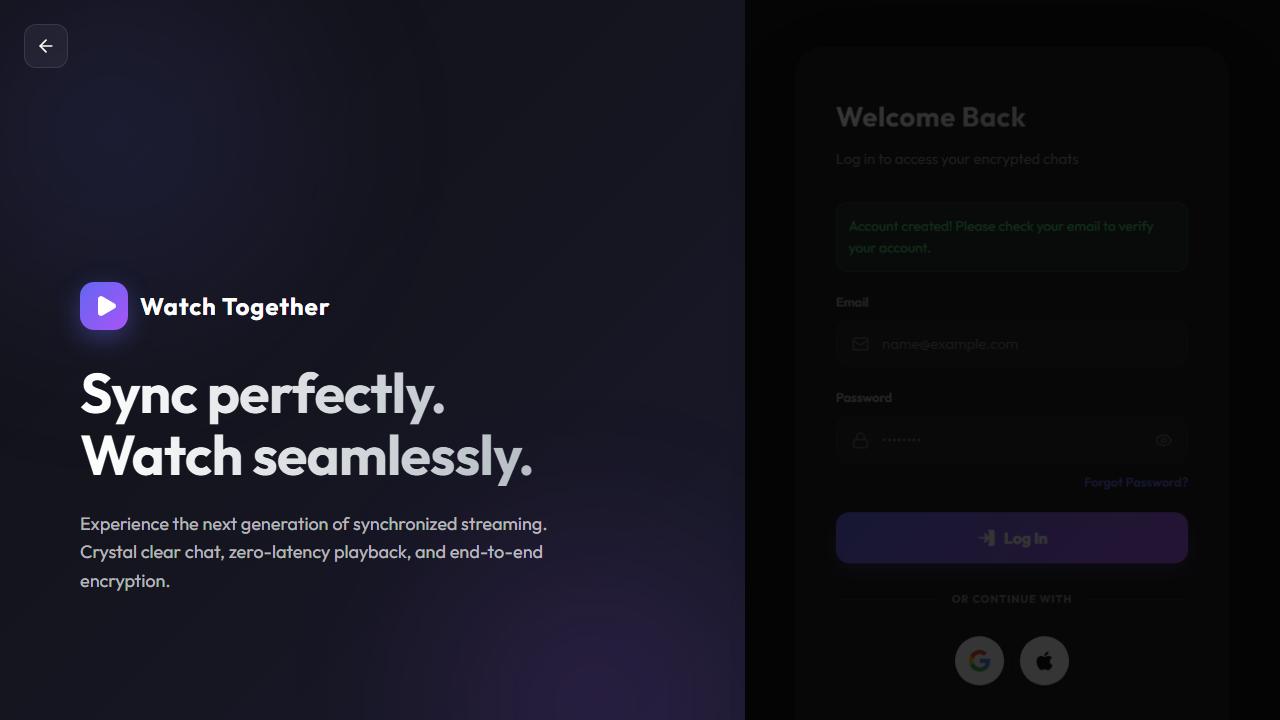 Watch Together
Sync perfectly.
Watch seamlessly.
Experience the next generation of synchronized streaming.
Crystal clear chat, zero-latency playback, and end-to-end
encryption.
Welcome Back
Log in to access your encrypted chats
Account created! Please check your email to verify
your account.
Email
name@example.com
Password
••••••••
Forgot Password?
Log In
OR CONTINUE WITH